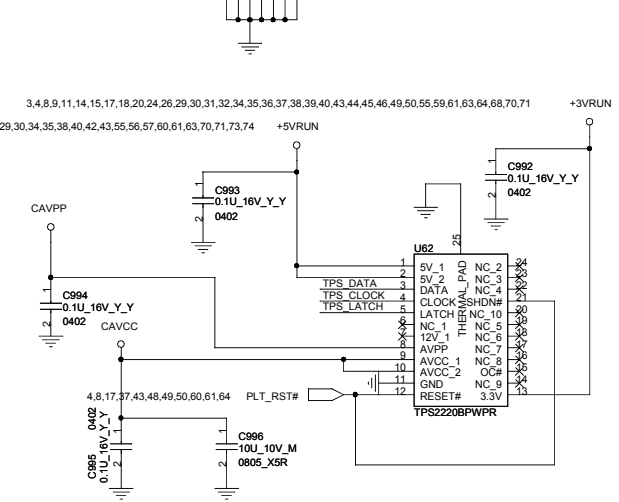 3,4,8,9,11,14,15,17,18,20,24,26,29,30,31,32,34,35,36,37,38,39,40,43,44,45,46,49,50,55,59,61,63,64,68,70,71
+3VRUN
29,30,34,35,38,40,42,43,55,56,57,60,61,63,70,71,73,74
+5VRUN
1
C992
0.1U_16V_Y_Y
2
0402
1
C993
0.1U_16V_Y_Y
2
0402
CAVPP
1
C994
0.1U_16V_Y_Y
2
0402
CAVCC
25
U62
THERMAL_PAD
1 5V_1 NC_2 24
2 5V_2 NC_3 23
TPS_DATA 3 DATA NC_4 22
TPS_CLOCK 4 CLOCK SHDN# 21
TPS_LATCH 5 LATCH NC_10 20
6 NC_1 NC_5 19
7 12V_1 NC_6 18
8 AVPP NC_7 17
9 AVCC_1 NC_8 16
10 AVCC_2 OC# 15
11 GND NC_9 14
12 RESET# 3.3V 13
TPS2220BPWPR
4,8,17,37,43,48,49,50,60,61,64
PLT_RST#
1
C995
0.1U_16V_Y_Y
0402
2
1
C996
10U_10V_M
2
0805_X5R